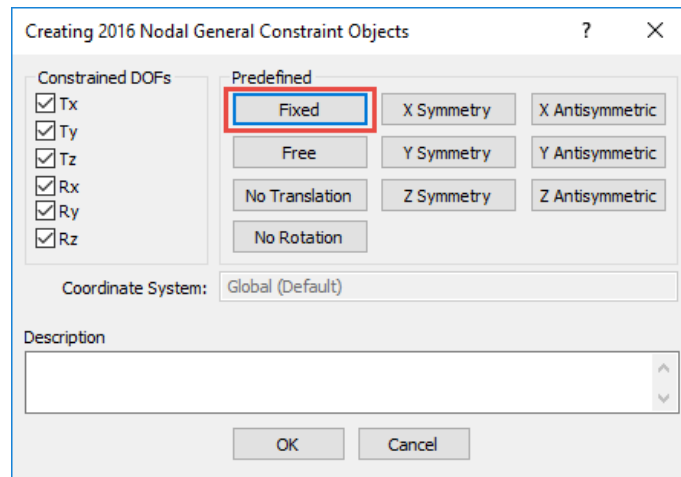 Creating 2016 Nodal General Constraint Objects
?
Constrained DOFs
Tx
Ty
Tz
Rx
Ry
Rz
Predefined
Fixed X Symmetry X Antisymmetric
Free Y Symmetry Y Antisymmetric
No Translation Z Symmetry Z Antisymmetric
No Rotation
Coordinate System: Global (Default)
Description
OK Cancel